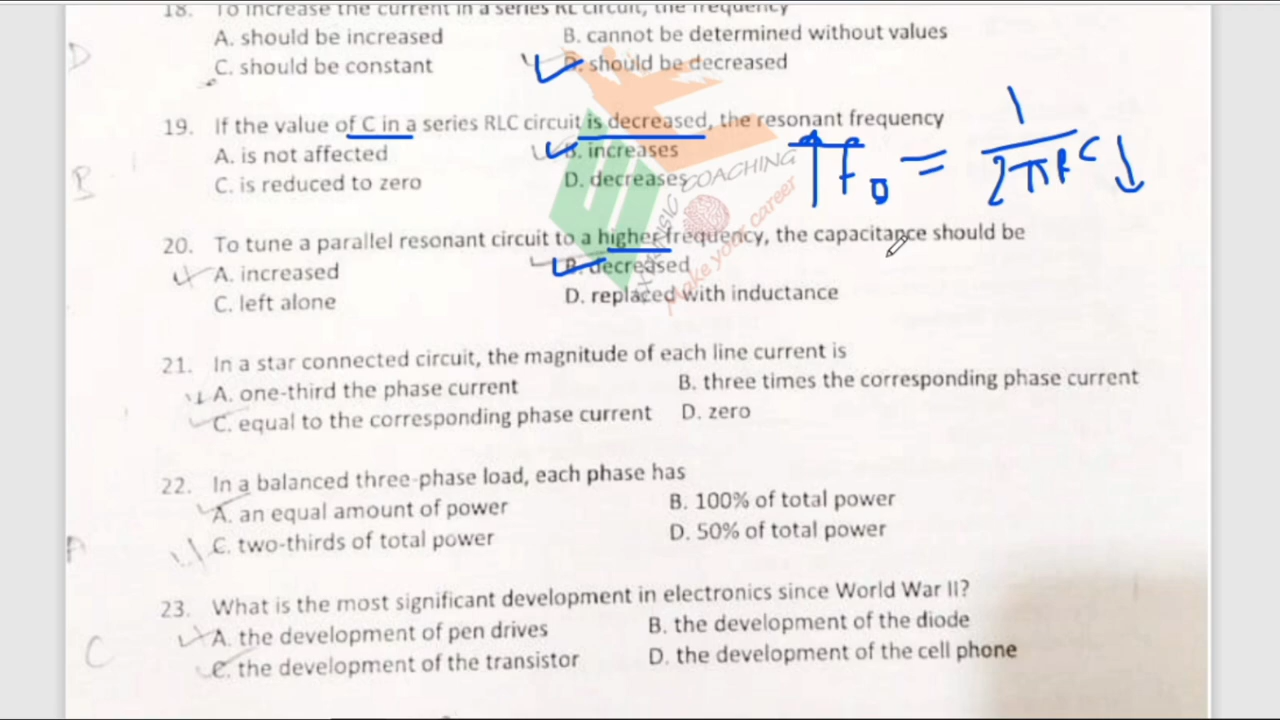 18. To increase the current in a series RL circuit, the frequency
A. should be increased B. cannot be determined without values
C. should be constant D. should be decreased
D
19. If the value of C in a series RLC circuit is decreased, the resonant frequency
A. is not affected B. increases
C. is reduced to zero D. decreases
B
↑ f0 = 1 / 2πRC ↓
20. To tune a parallel resonant circuit to a higher frequency, the capacitance should be
A. increased B. decreased
C. left alone D. replaced with inductance
COACHING
Make your career
21. In a star connected circuit, the magnitude of each line current is
A. one-third the phase current B. three times the corresponding phase current
C. equal to the corresponding phase current D. zero
22. In a balanced three-phase load, each phase has
A. an equal amount of power B. 100% of total power
C. two-thirds of total power D. 50% of total power
A
23. What is the most significant development in electronics since World War II?
A. the development of pen drives B. the development of the diode
C. the development of the transistor D. the development of the cell phone
C